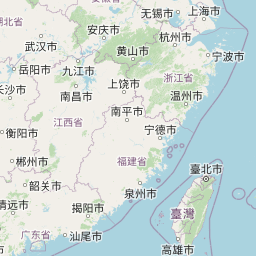 上海市
无锡市
湖北省
安庆市
杭州市
武汉市
黄山市
宁波市
岳阳市
九江市
上饶市
浙江省
长沙市
南昌市
温州市
江西省
南平市
衡阳市
宁德市
郴州市
福建省
臺北市
韶关市
泉州市
清远市
揭阳市
臺灣
广东省
汕尾市
高雄市